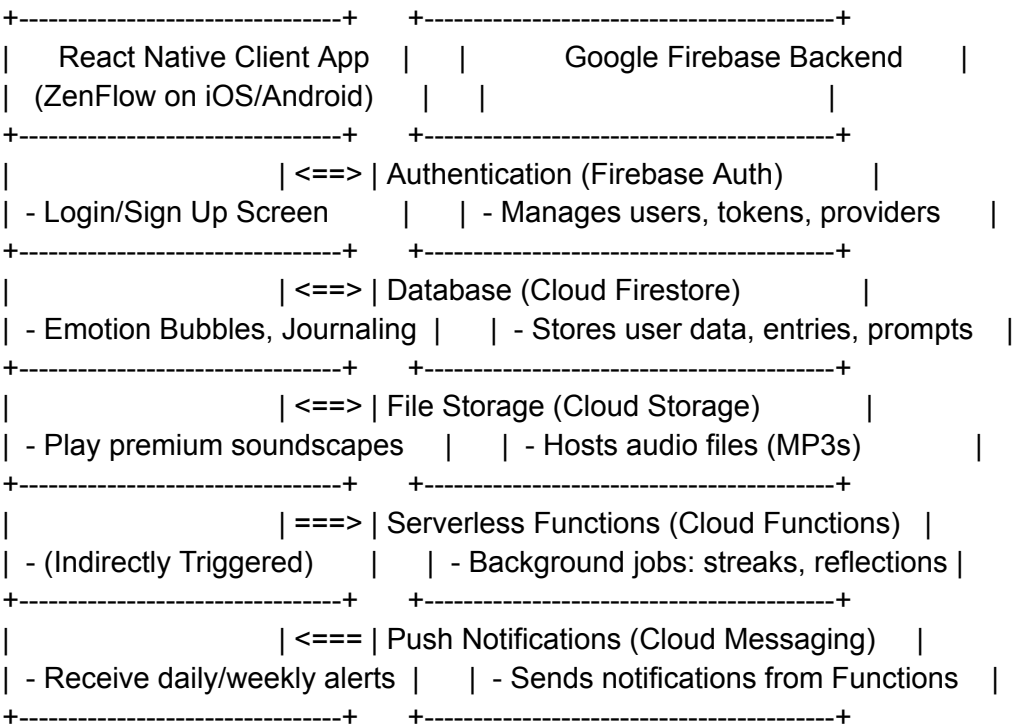 +---------------------------------+ +------------------------------------------+
| React Native Client App | | Google Firebase Backend |
| (ZenFlow on iOS/Android) | | |
+---------------------------------+ +------------------------------------------+
| | <==> | Authentication (Firebase Auth) |
| - Login/Sign Up Screen | | - Manages users, tokens, providers |
+---------------------------------+ +------------------------------------------+
| | <==> | Database (Cloud Firestore) |
| - Emotion Bubbles, Journaling | | - Stores user data, entries, prompts |
+---------------------------------+ +------------------------------------------+
| | <==> | File Storage (Cloud Storage) |
| - Play premium soundscapes | | - Hosts audio files (MP3s) |
+---------------------------------+ +------------------------------------------+
| | ===> | Serverless Functions (Cloud Functions) |
| - (Indirectly Triggered) | | - Background jobs: streaks, reflections |
+---------------------------------+ +------------------------------------------+
| | <=== | Push Notifications (Cloud Messaging) |
| - Receive daily/weekly alerts | | - Sends notifications from Functions |
+---------------------------------+ +------------------------------------------+